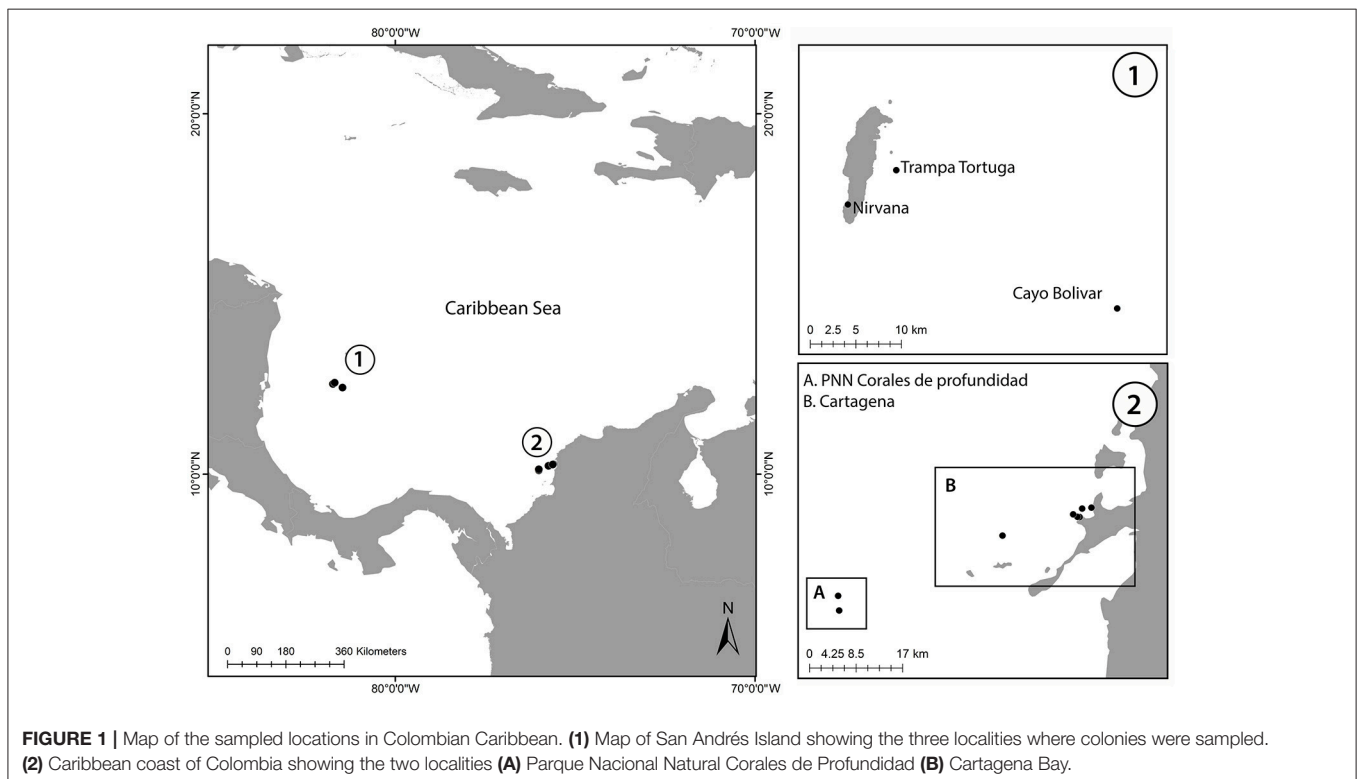 80°0'0"W
70°0'0"W
20°0'0"N
20°0'0"N
Caribbean Sea
1
2
10°0'0"N
10°0'0"N
N
0 90 180 360 Kilometers
80°0'0"W
70°0'0"W
1
Trampa Tortuga
Nirvana
Cayo Bolivar
0 2.5 5 10 km
A. PNN Corales de profundidad
B. Cartagena
2
B
A
0 4.25 8.5 17 km
FIGURE 1 | Map of the sampled locations in Colombian Caribbean. (1) Map of San Andrés Island showing the three localities where colonies were sampled.
(2) Caribbean coast of Colombia showing the two localities (A) Parque Nacional Natural Corales de Profundidad (B) Cartagena Bay.